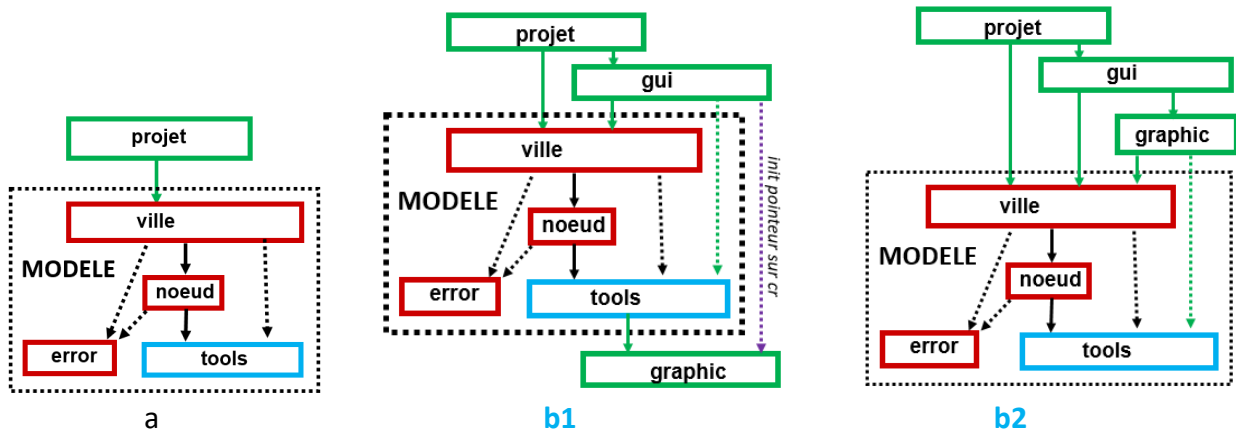 projet
ville
MODELE
noeud
error
tools
a
projet
gui
ville
MODELE
noeud
error
tools
init pointeur sur cr
graphic
b1
projet
gui
graphic
ville
MODELE
noeud
error
tools
b2